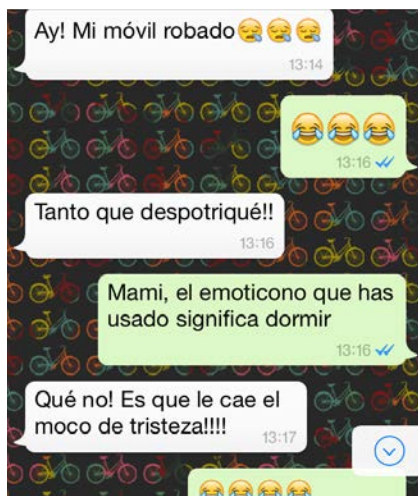 Ay! Mi móvil robado😪😪😪
13:14
😂😂😂
13:16
Tanto que despotriqué!!
13:16
Mami, el emoticono que has
usado significa dormir
13:16
Qué no! Es que le cae el
moco de tristeza!!!!
13:17
😂😂😂😂